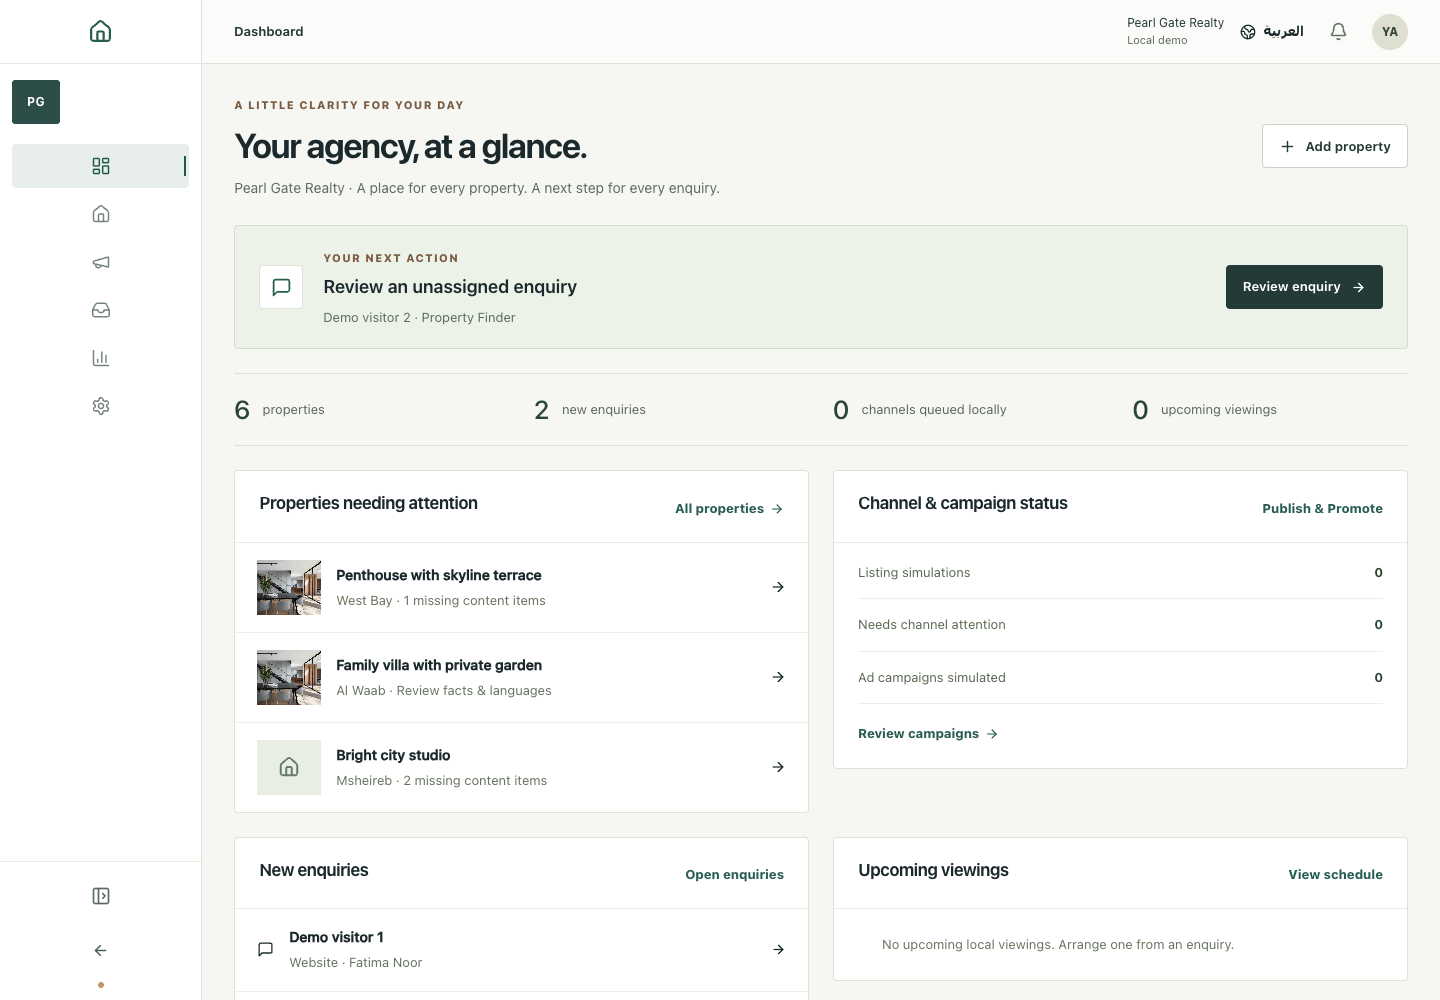 Dashboard
Pearl Gate Realty
Local demo
العربية
YA
PG
A LITTLE CLARITY FOR YOUR DAY
Your agency, at a glance.
Add property
Pearl Gate Realty · A place for every property. A next step for every enquiry.
YOUR NEXT ACTION
Review an unassigned enquiry
Demo visitor 2 · Property Finder
Review enquiry
6 properties
2 new enquiries
0 channels queued locally
0 upcoming viewings
Properties needing attention
All properties
Penthouse with skyline terrace
West Bay · 1 missing content items
Family villa with private garden
Al Waab · Review facts & languages
Bright city studio
Msheireb · 2 missing content items
Channel & campaign status
Publish & Promote
Listing simulations 0
Needs channel attention 0
Ad campaigns simulated 0
Review campaigns
New enquiries
Open enquiries
Demo visitor 1
Website · Fatima Noor
Upcoming viewings
View schedule
No upcoming local viewings. Arrange one from an enquiry.